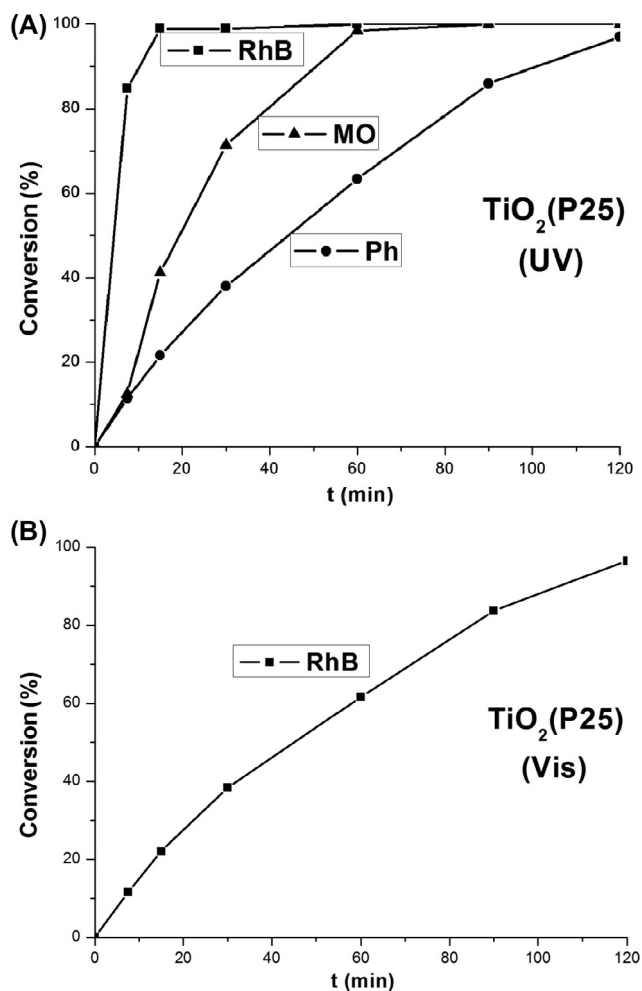 (A)
100
80
60
40
20
0
Conversion (%)
RhB
MO
Ph
TiO₂(P25)
(UV)
0 20 40 60 80 100 120
t (min)
(B)
100
80
60
40
20
0
Conversion (%)
RhB
TiO₂(P25)
(Vis)
0 20 40 60 80 100 120
t (min)